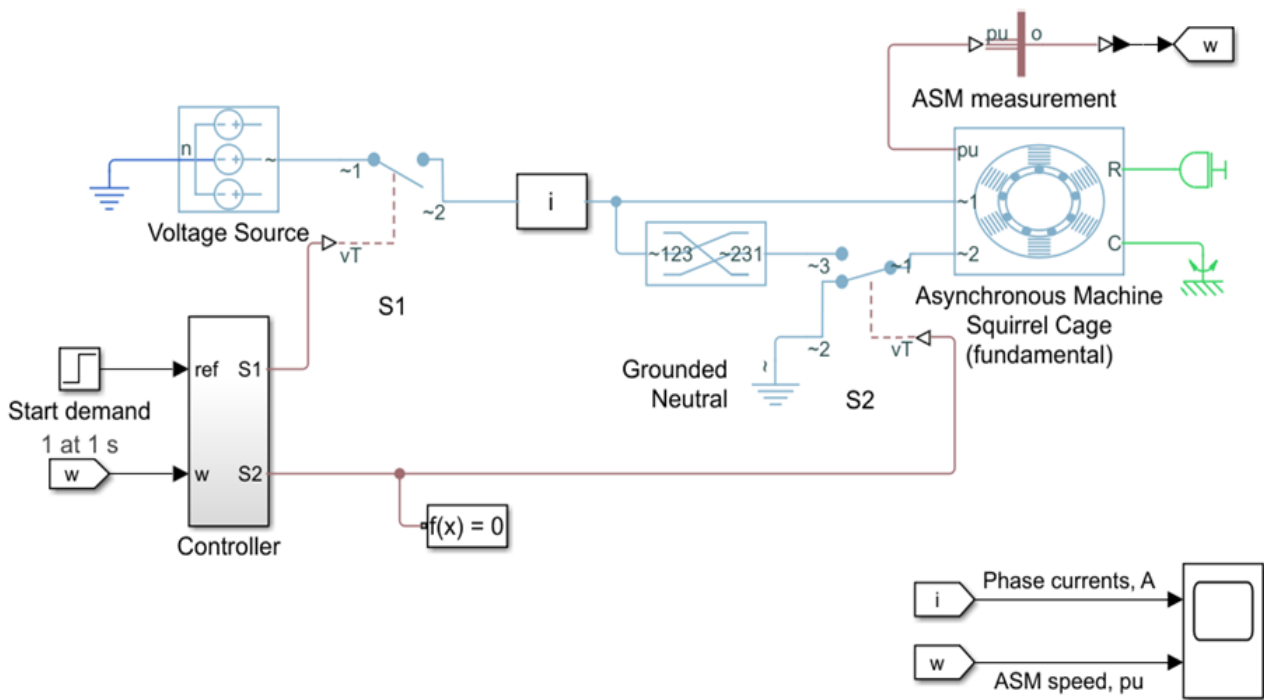 pu
o
w
ASM measurement
n
~
~1
~2
Voltage Source
vT
S1
i
~123
~231
~3
~1
~2
vT
S2
~
Grounded
Neutral
pu
~1
~2
R
C
Asynchronous Machine
Squirrel Cage
(fundamental)
Start demand
1 at 1 s
w
ref
S1
w
S2
Controller
f(x) = 0
i
Phase currents, A
w
ASM speed, pu